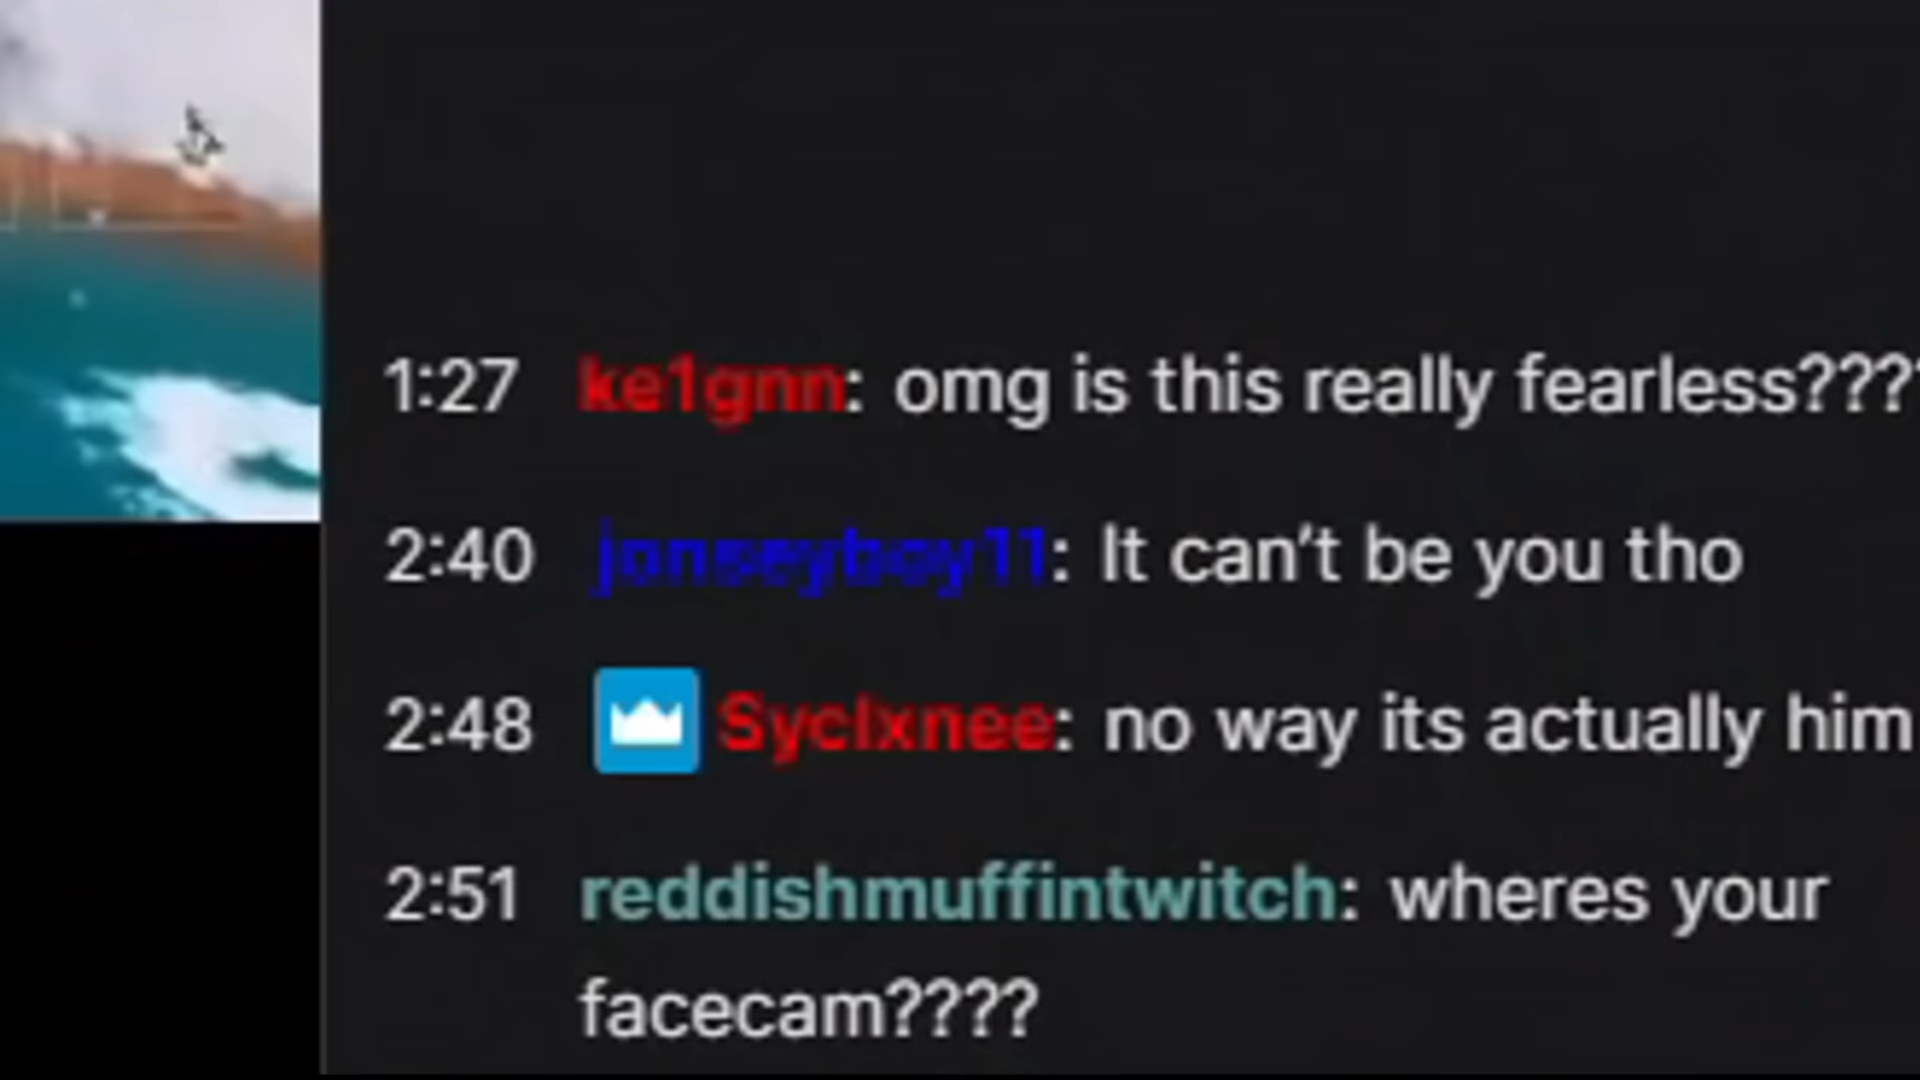 1:27 ke1gnn: omg is this really fearless????
2:40 jonseyboy11: It can't be you tho
2:48 Syclxnee: no way its actually him
2:51 reddishmuffintwitch: wheres your
facecam????